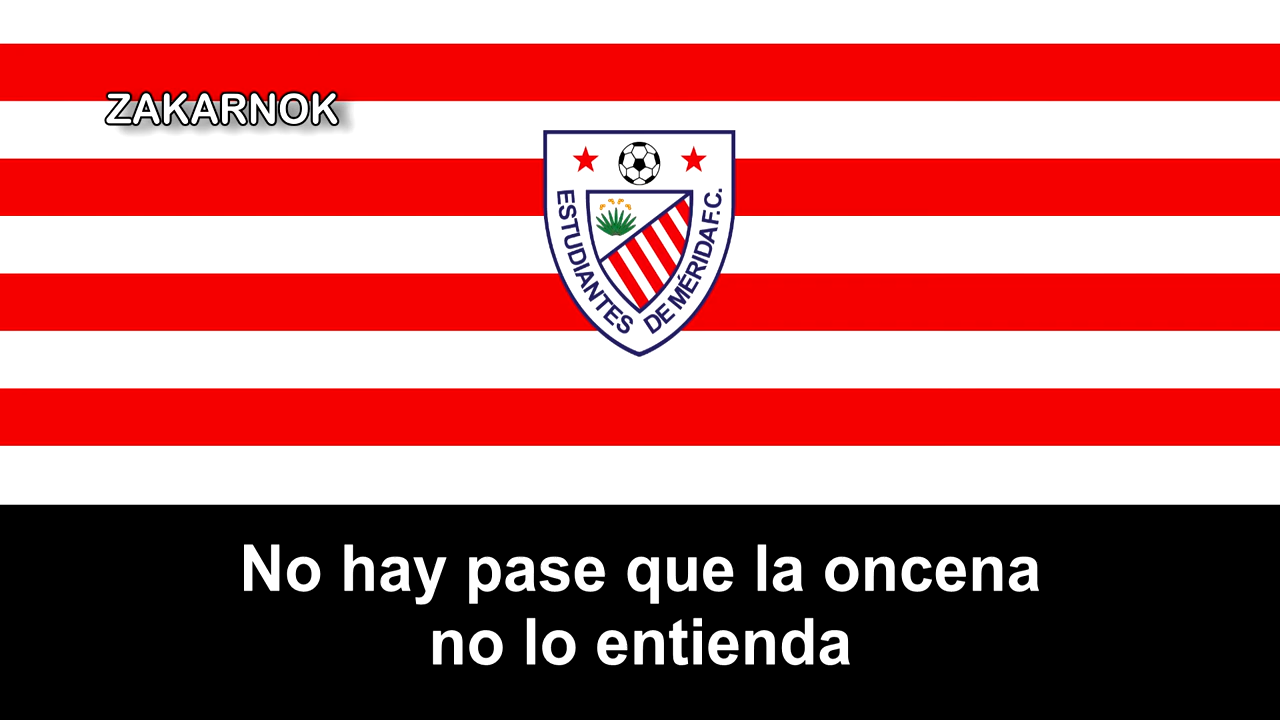 ZAKARNOK
ESTUDIANTES DE MÉRIDA F.C.
No hay pase que la oncena
no lo entienda